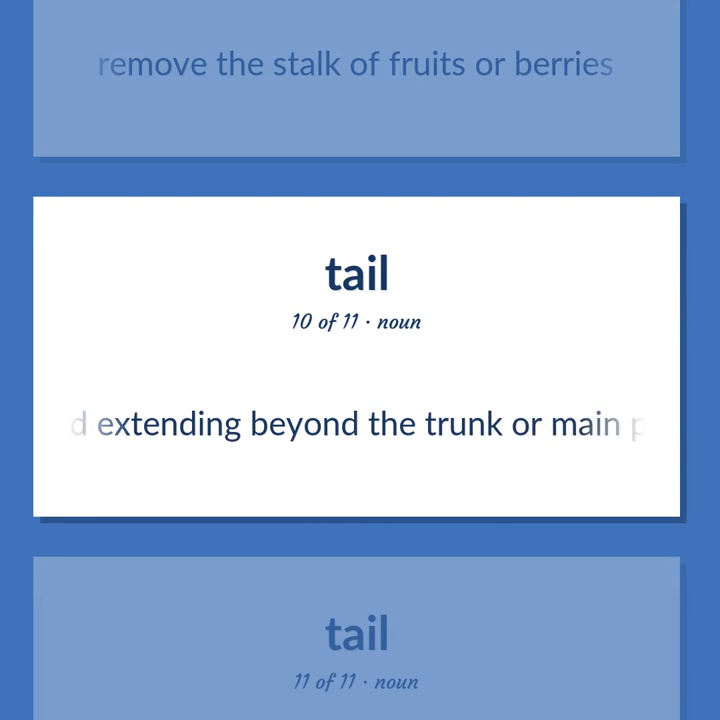 remove the stalk of fruits or berries
tail
10 of 11 · noun
d extending beyond the trunk or main p
tail
11 of 11 · noun